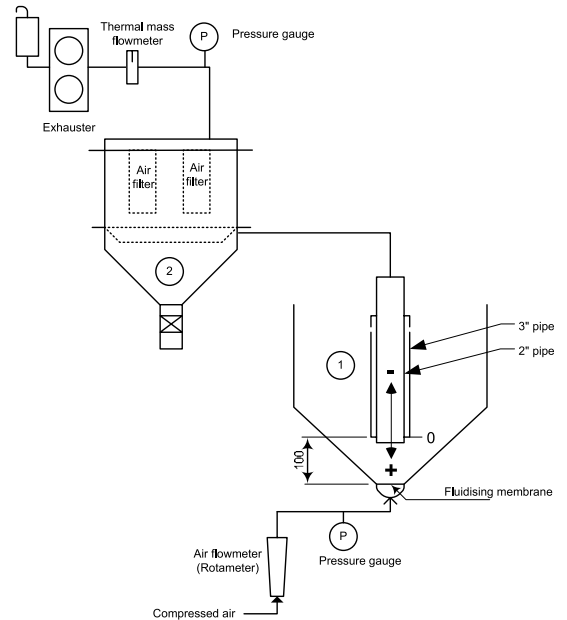 Thermal mass
flowmeter
P
Pressure gauge
Exhauster
Air
filter
Air
filter
2
1
3" pipe
2" pipe
-
0
100
+
Fluidising membrane
P
Pressure gauge
Air flowmeter
(Rotameter)
Compressed air